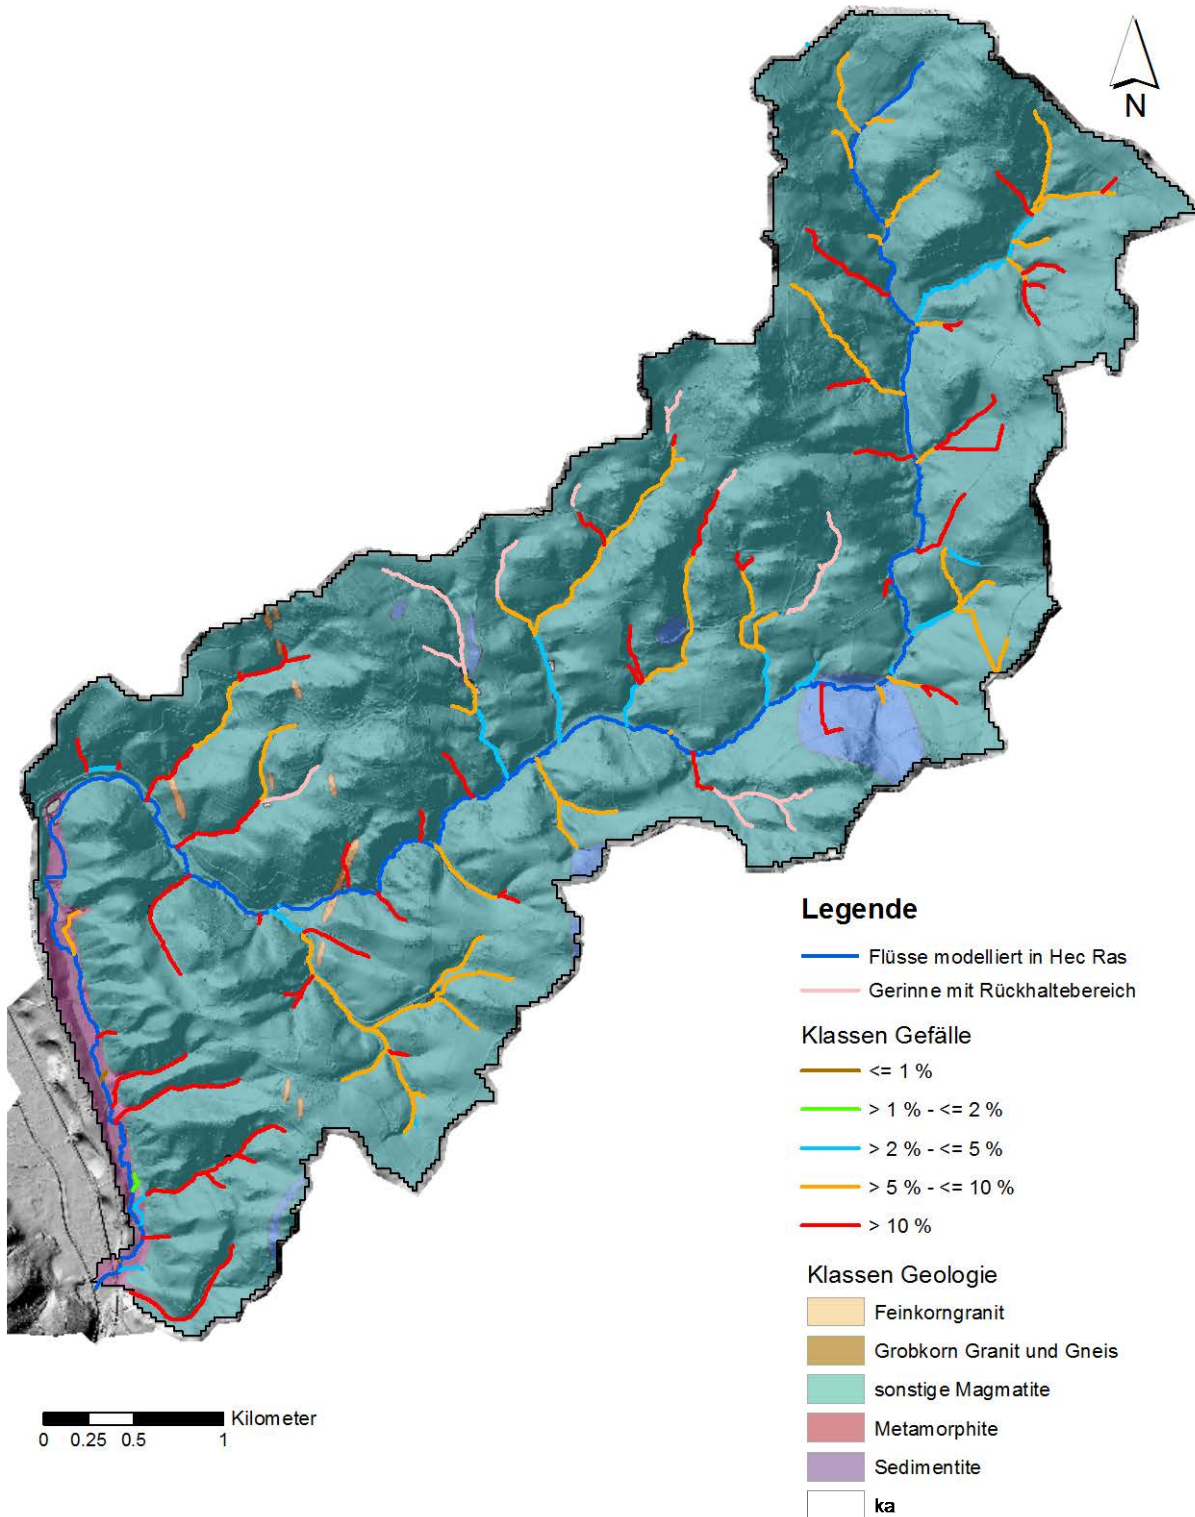 N
Legende
Flüsse modelliert in Hec Ras
Gerinne mit Rückhaltebereich
Klassen Gefälle
<= 1 %
> 1 % - <= 2 %
> 2 % - <= 5 %
> 5 % - <= 10 %
> 10 %
Klassen Geologie
Feinkorngranit
Grobkorn Granit und Gneis
sonstige Magmatite
Metamorphite
Sedimentite
ka
Kilometer
0 0.25 0.5 1